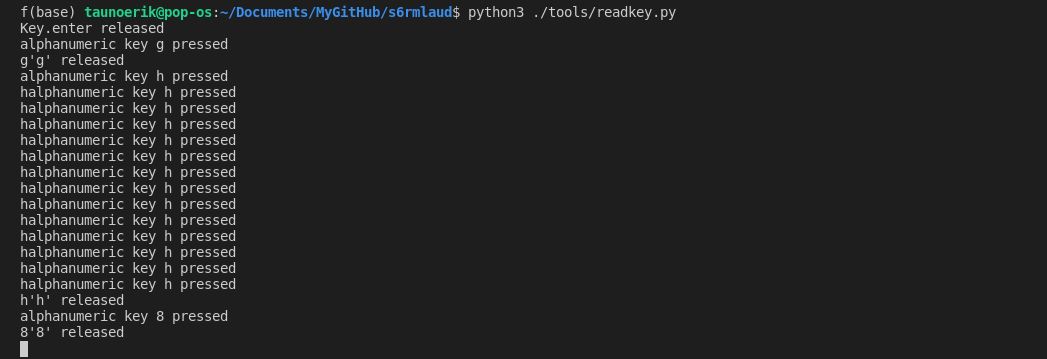 f(base) taunoerik@pop-os:~/Documents/MyGitHub/s6rmlaud$ python3 ./tools/readkey.py
Key.enter released
alphanumeric key g pressed
g'g' released
alphanumeric key h pressed
halphanumeric key h pressed
halphanumeric key h pressed
halphanumeric key h pressed
halphanumeric key h pressed
halphanumeric key h pressed
halphanumeric key h pressed
halphanumeric key h pressed
halphanumeric key h pressed
halphanumeric key h pressed
halphanumeric key h pressed
halphanumeric key h pressed
halphanumeric key h pressed
halphanumeric key h pressed
h'h' released
alphanumeric key 8 pressed
8'8' released